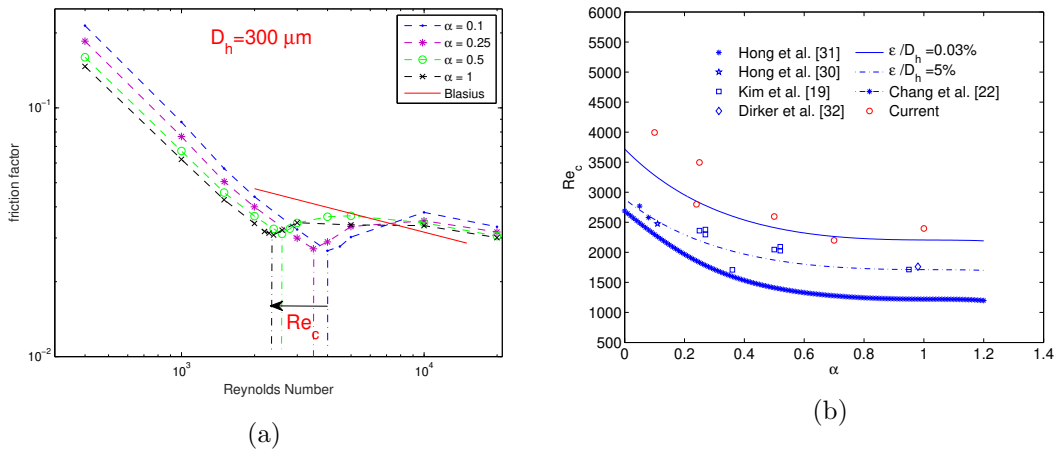 D_h=300 μm
α = 0.1
α = 0.25
α = 0.5
α = 1
Blasius
10^-1
10^-2
friction factor
Re_c
10^3
10^4
Reynolds Number
(a)
6000
5500
5000
4500
4000
3500
3000
2500
2000
1500
1000
500
Re_c
Hong et al. [31]
Hong et al. [30]
Kim et al. [19]
Dirker et al. [32]
ε /D_h =0.03%
ε /D_h =5%
Chang et al. [22]
Current
0 0.2 0.4 0.6 0.8 1 1.2 1.4
α
(b)